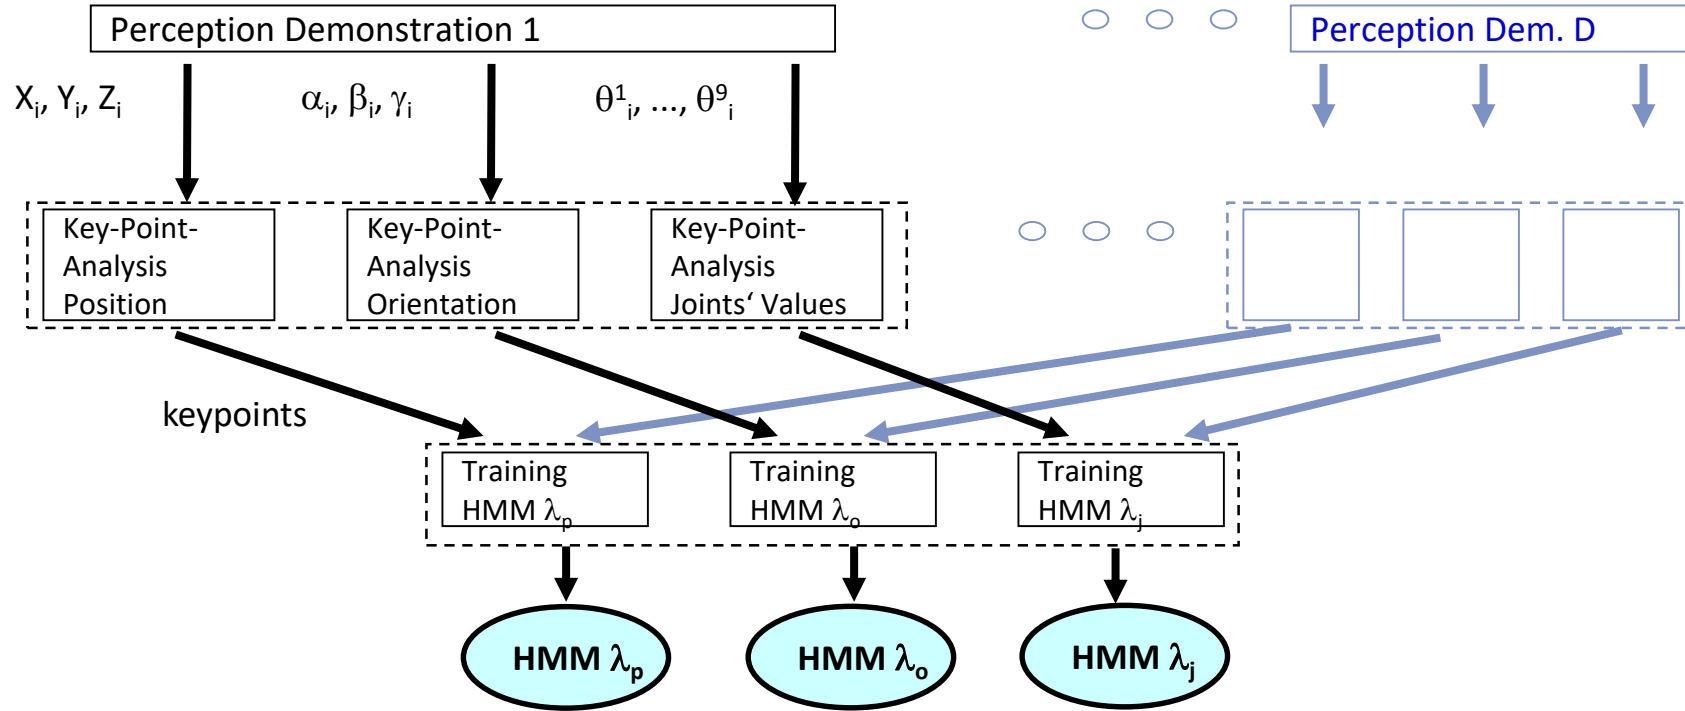 Perception Demonstration 1
Perception Dem. D
Xi, Yi, Zi
αi, βi, γi
θ1i, ..., θ9i
Key-Point-
Analysis
Position
Key-Point-
Analysis
Orientation
Key-Point-
Analysis
Joints‘ Values
keypoints
Training
HMM λp
Training
HMM λo
Training
HMM λj
HMM λp
HMM λo
HMM λj